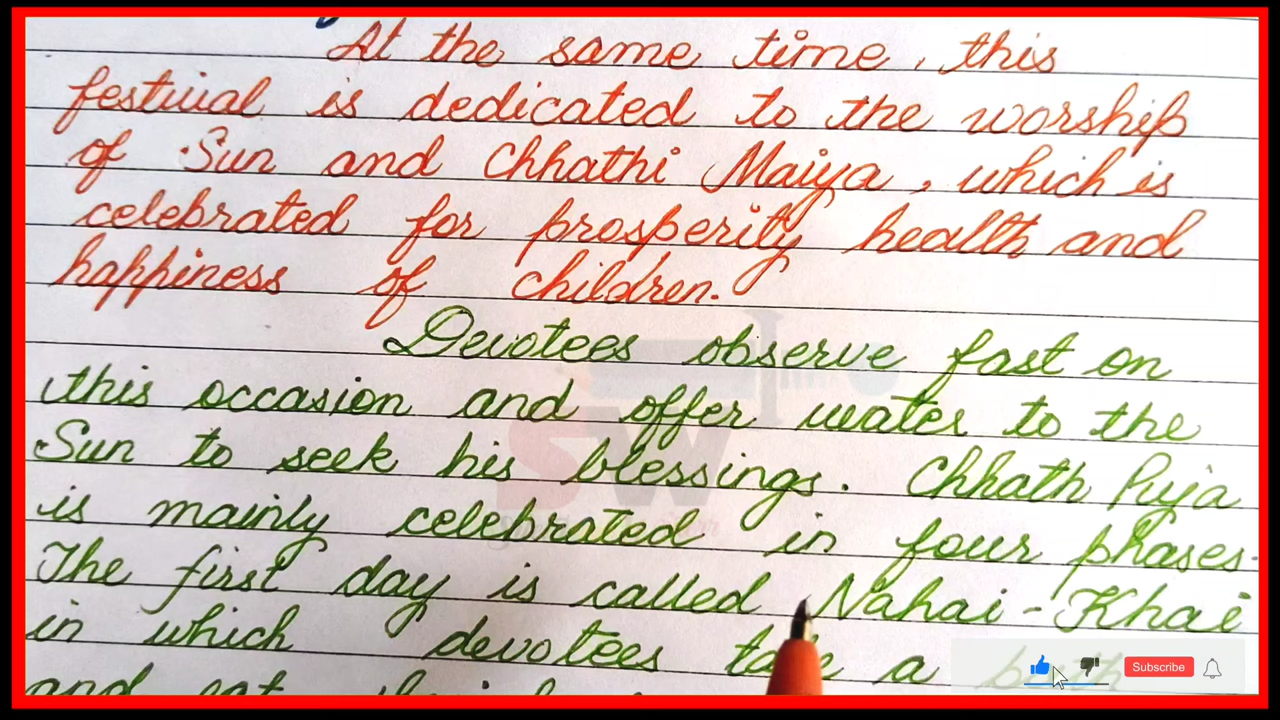 At the same time, this
festival is dedicated to the worship
of Sun and Chhathi Maiya, which is
celebrated for prosperity health and
happiness of children.
Devotees observe fast on
this occasion and offer water to the
Sun to seek his blessings. Chhath Puja
is mainly celebrated in four phases.
The first day is called Nahai-Khai
in which devotees take a bath
and eat
Subscribe